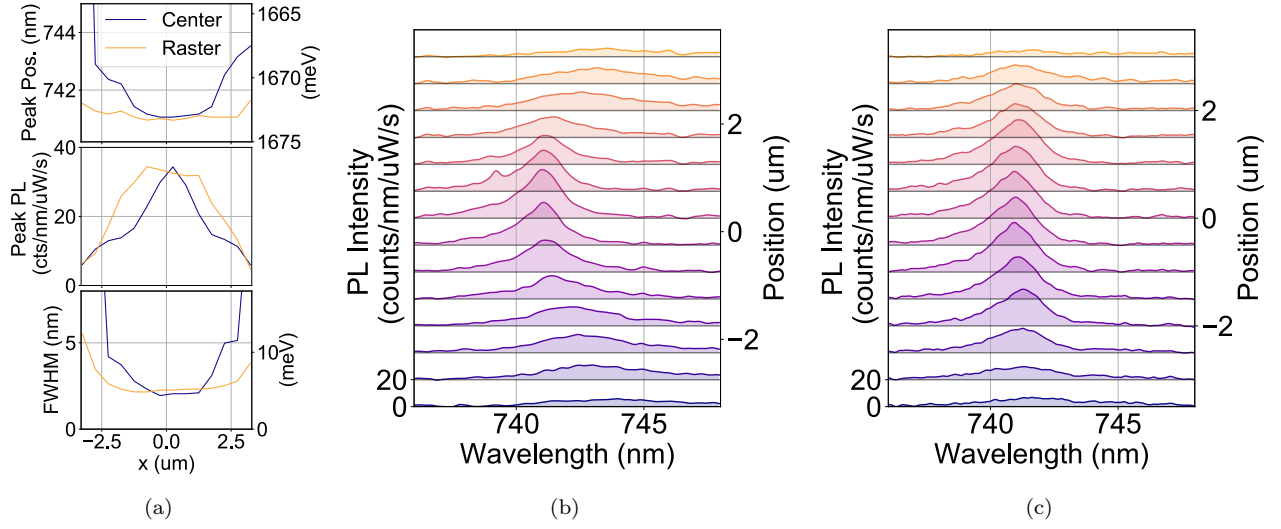 744
742
Peak Pos. (nm)
Center
Raster
1665
1670
1675
(meV)
40
20
0
Peak PL
(cts/nm/uW/s)
5
0
FWHM (nm)
10
0
(meV)
−2.5
0.0
2.5
x (um)
(a)
PL Intensity
(counts/nm/uW/s)
20
0
2
0
−2
Position (um)
740
745
Wavelength (nm)
(b)
PL Intensity
(counts/nm/uW/s)
20
0
2
0
−2
Position (um)
740
745
Wavelength (nm)
(c)